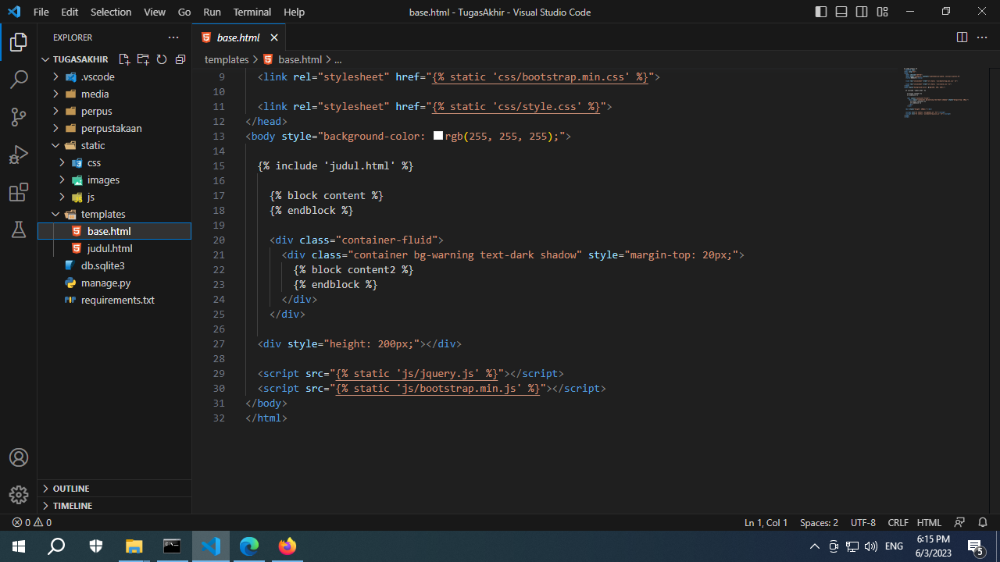 File Edit Selection View Go Run Terminal Help
base.html - TugasAkhir - Visual Studio Code
EXPLORER
TUGASAKHIR
.vscode
media
perpus
perpustakaan
static
css
images
js
templates
base.html
judul.html
db.sqlite3
manage.py
requirements.txt
OUTLINE
TIMELINE
base.html
templates > base.html > ...
9 <link rel="stylesheet" href="{% static 'css/bootstrap.min.css' %}">
10
11 <link rel="stylesheet" href="{% static 'css/style.css' %}">
12 </head>
13 <body style="background-color: rgb(255, 255, 255);">
14
15 {% include 'judul.html' %}
16
17 {% block content %}
18 {% endblock %}
19
20 <div class="container-fluid">
21 <div class="container bg-warning text-dark shadow" style="margin-top: 20px;">
22 {% block content2 %}
23 {% endblock %}
24 </div>
25 </div>
26
27 <div style="height: 200px;"></div>
28
29 <script src="{% static 'js/jquery.js' %}"></script>
30 <script src="{% static 'js/bootstrap.min.js' %}"></script>
31 </body>
32 </html>
0 0
Ln 1, Col 1 Spaces: 2 UTF-8 CRLF HTML
ENG
6:15 PM
6/3/2023
5